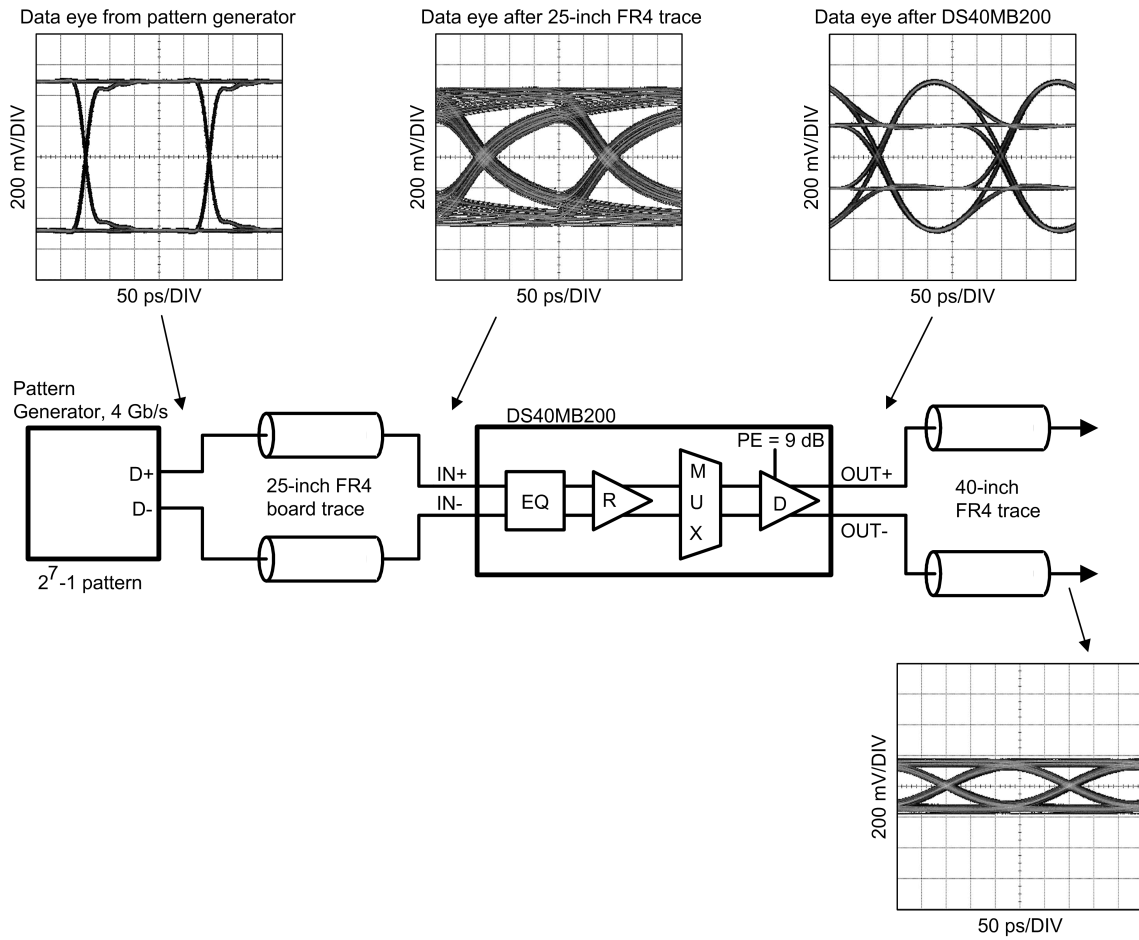 Data eye from pattern generator
Data eye after 25-inch FR4 trace
Data eye after DS40MB200
200 mV/DIV
200 mV/DIV
200 mV/DIV
50 ps/DIV
50 ps/DIV
50 ps/DIV
Pattern
Generator, 4 Gb/s
D+
D-
2^7-1 pattern
25-inch FR4
board trace
IN+
IN-
DS40MB200
PE = 9 dB
EQ
R
M
U
X
D
OUT+
OUT-
40-inch
FR4 trace
200 mV/DIV
50 ps/DIV